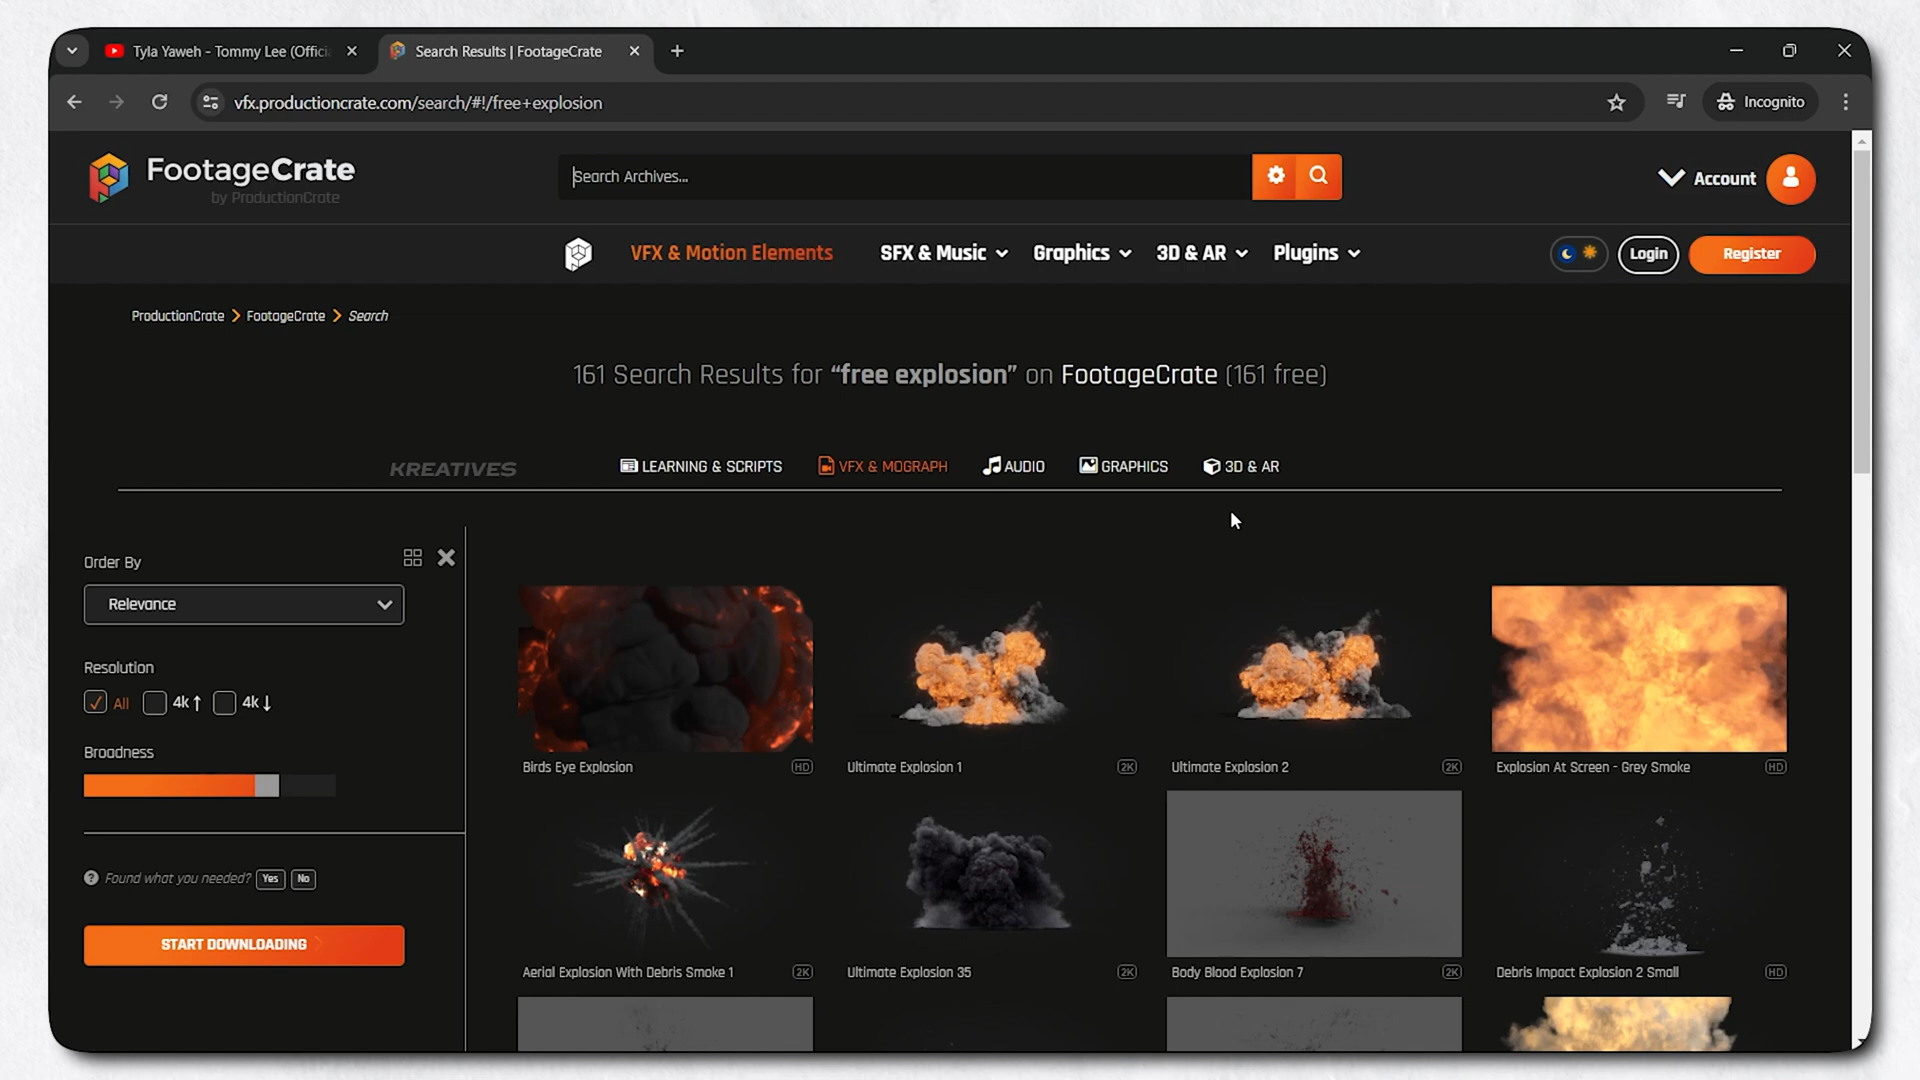 Tyla Yaweh - Tommy Lee (Offici
Search Results | FootageCrate
vfx.productioncrate.com/search/#!/free+explosion
Incognito
FootageCrate
by ProductionCrate
Search Archives...
Account
VFX & Motion Elements
SFX & Music
Graphics
3D & AR
Plugins
Login
Register
ProductionCrate > FootageCrate > Search
161 Search Results for “free explosion” on FootageCrate (161 free)
KREATIVES
LEARNING & SCRIPTS
VFX & MOGRAPH
AUDIO
GRAPHICS
3D & AR
Order By
Relevance
Resolution
All 4k↑ 4k↓
Broadness
Found what you needed? Yes No
START DOWNLOADING
Birds Eye Explosion HD
Ultimate Explosion 1 2K
Ultimate Explosion 2 2K
Explosion At Screen - Grey Smoke HD
Aerial Explosion With Debris Smoke 1 2K
Ultimate Explosion 35 2K
Body Blood Explosion 7 2K
Debris Impact Explosion 2 Small HD